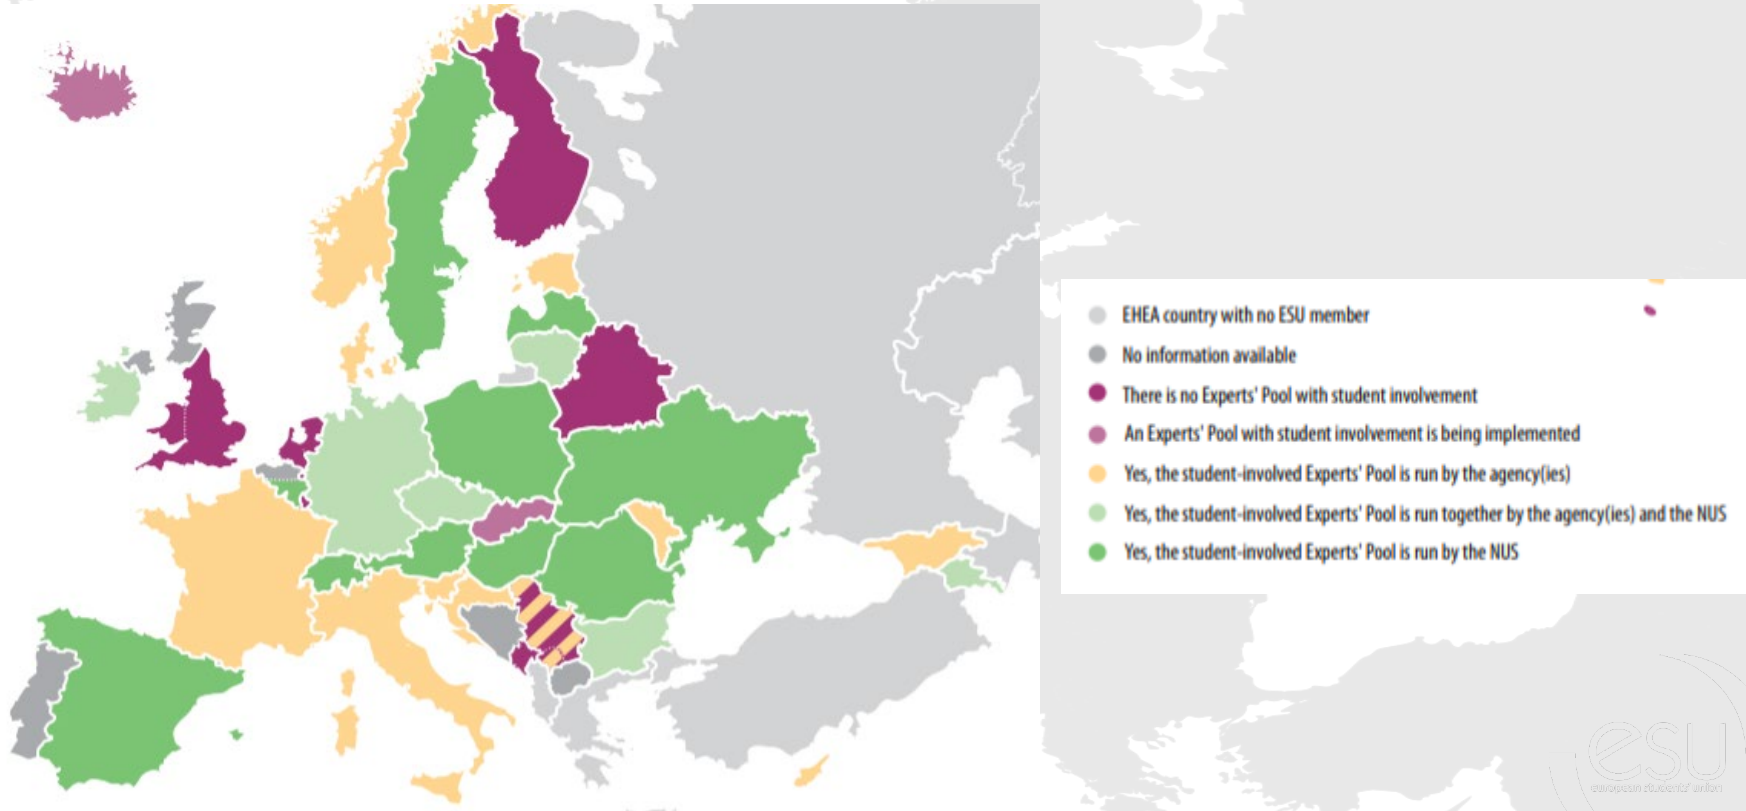 EHEA country with no ESU member
No information available
There is no Experts' Pool with student involvement
An Experts' Pool with student involvement is being implemented
Yes, the student-involved Experts' Pool is run by the agency(ies)
Yes, the student-involved Experts' Pool is run together by the agency(ies) and the NUS
Yes, the student-involved Experts' Pool is run by the NUS
esu
european students' union